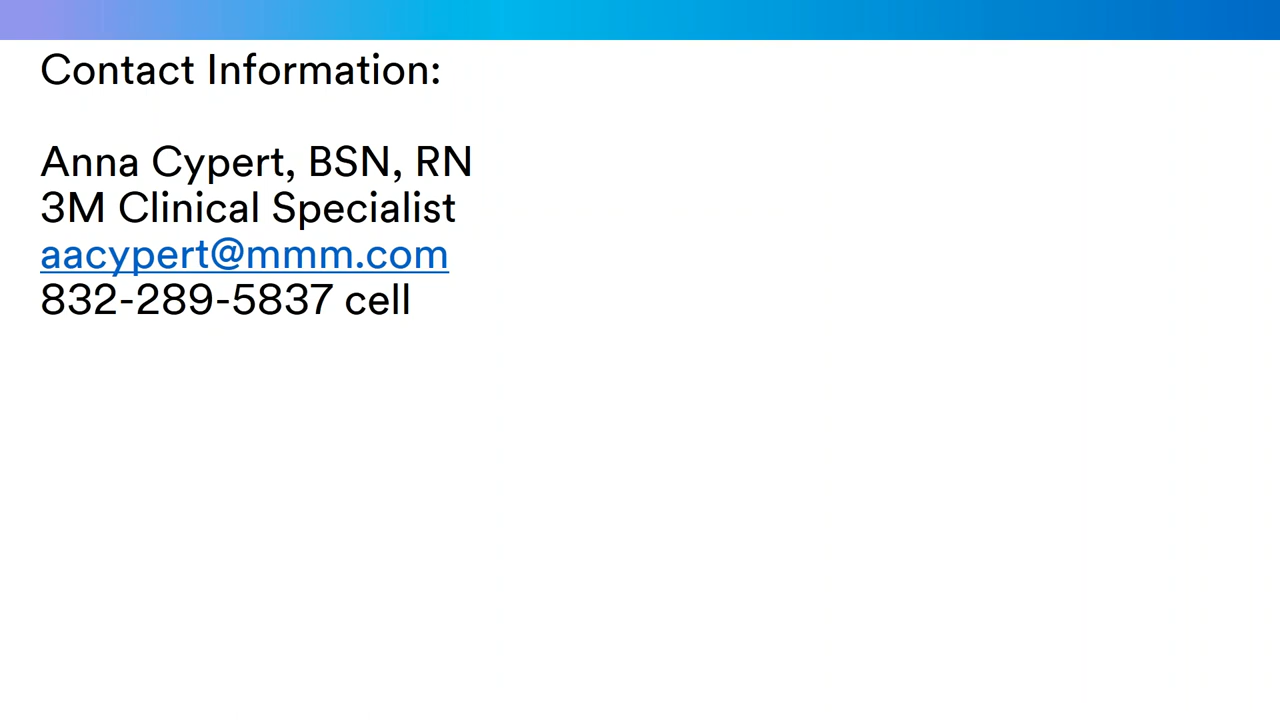 Contact Information:
Anna Cypert, BSN, RN
3M Clinical Specialist
aacypert@mmm.com
832-289-5837 cell